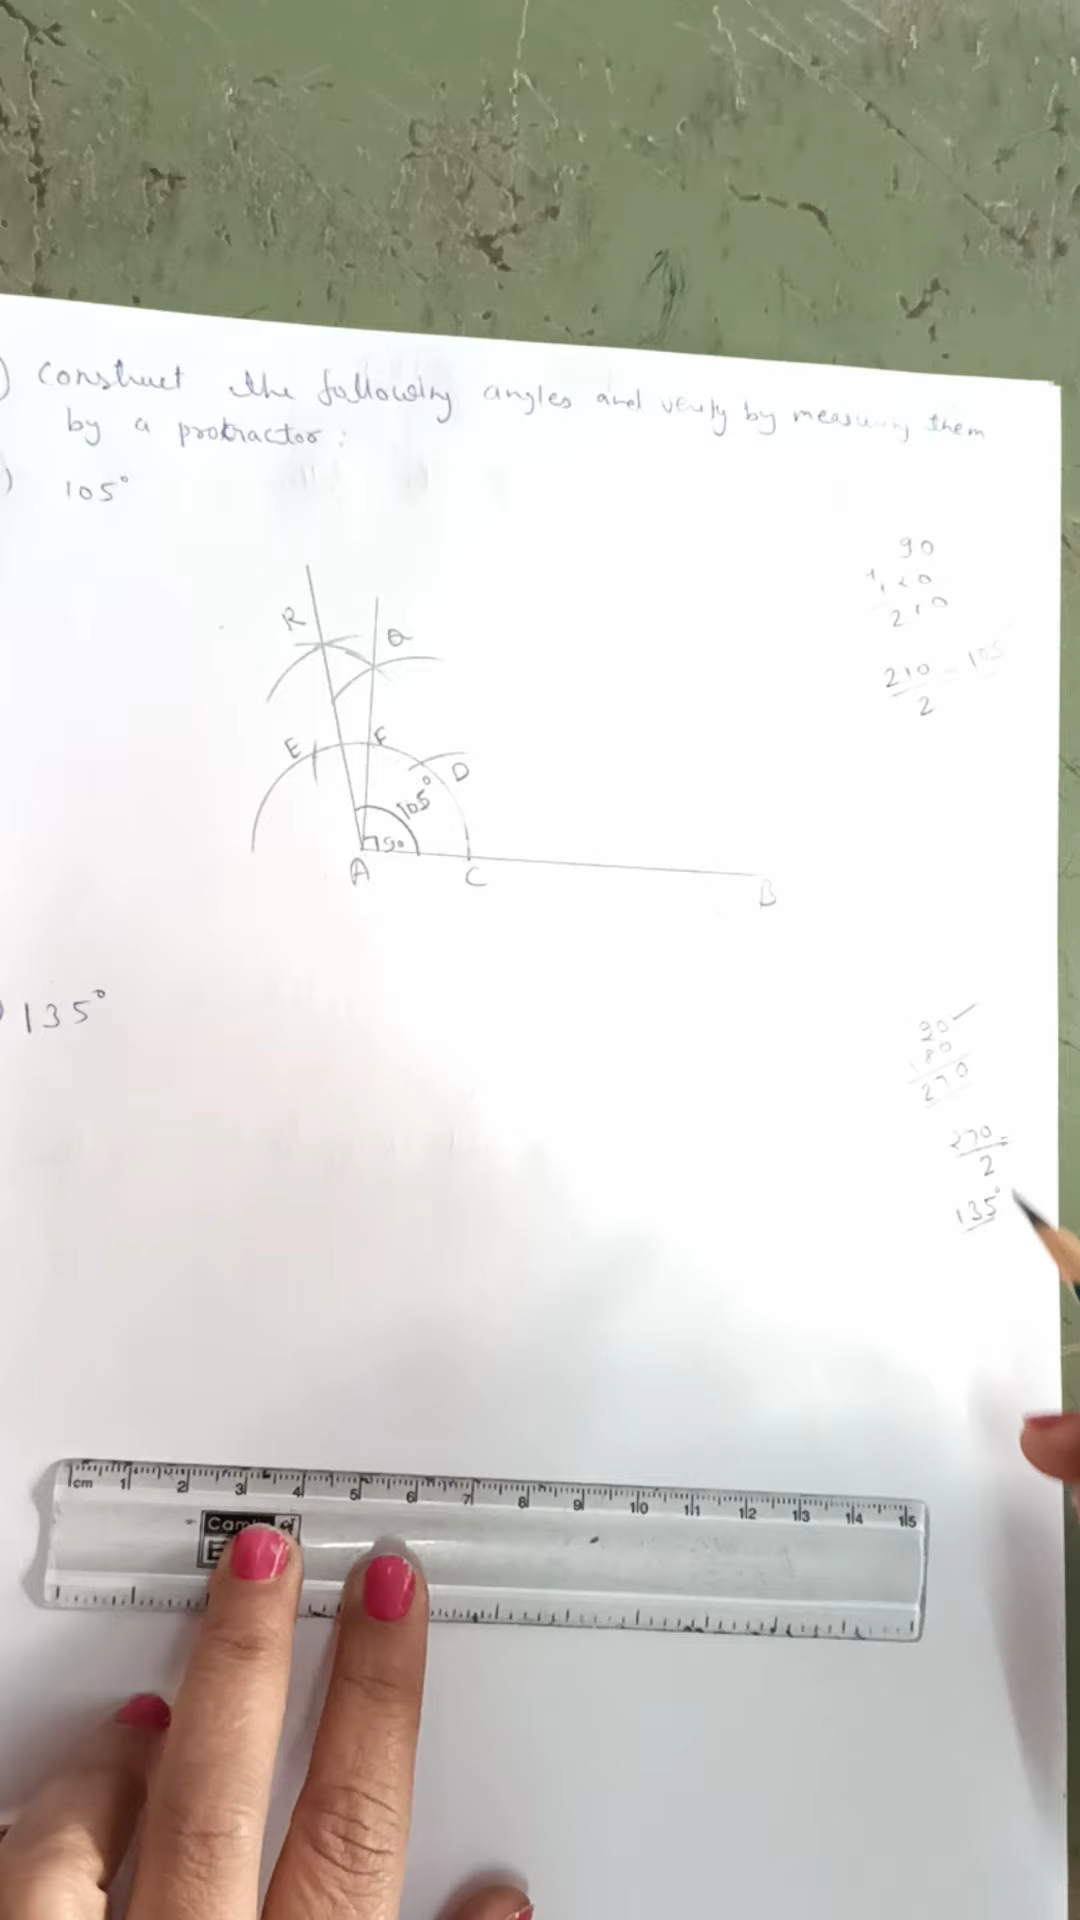 ) construct the following angles and verify by measuring them
by a protractor:
) 105°
90
210
210/2 = 105
R
Q
E
F
D
105°
90
A
C
B
) 135°
90
180
270
270/2 =
135°
cm 1 2 3 4 5 6 7 8 9 10 11 12 13 14 15